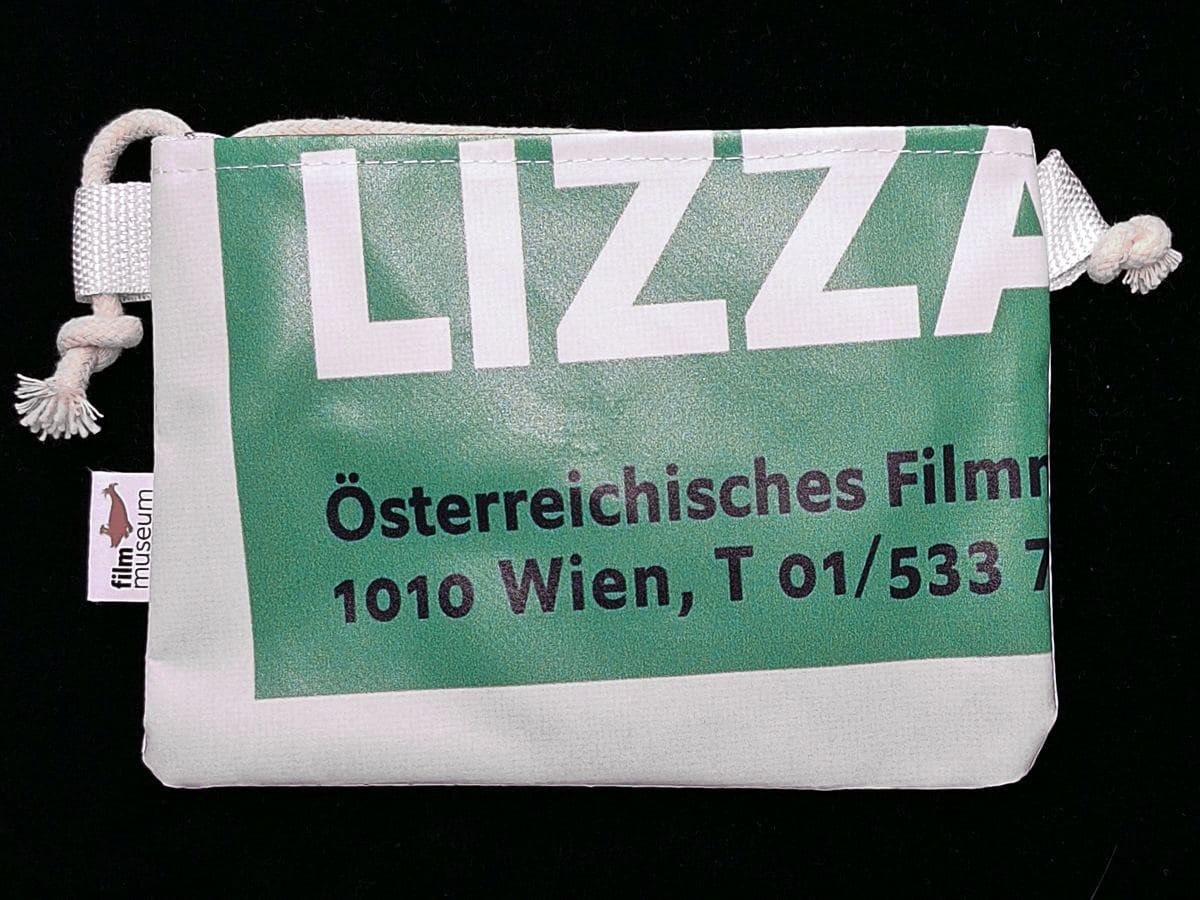 LIZZA
Österreichisches Filmm
1010 Wien, T 01/533 7
film
museum